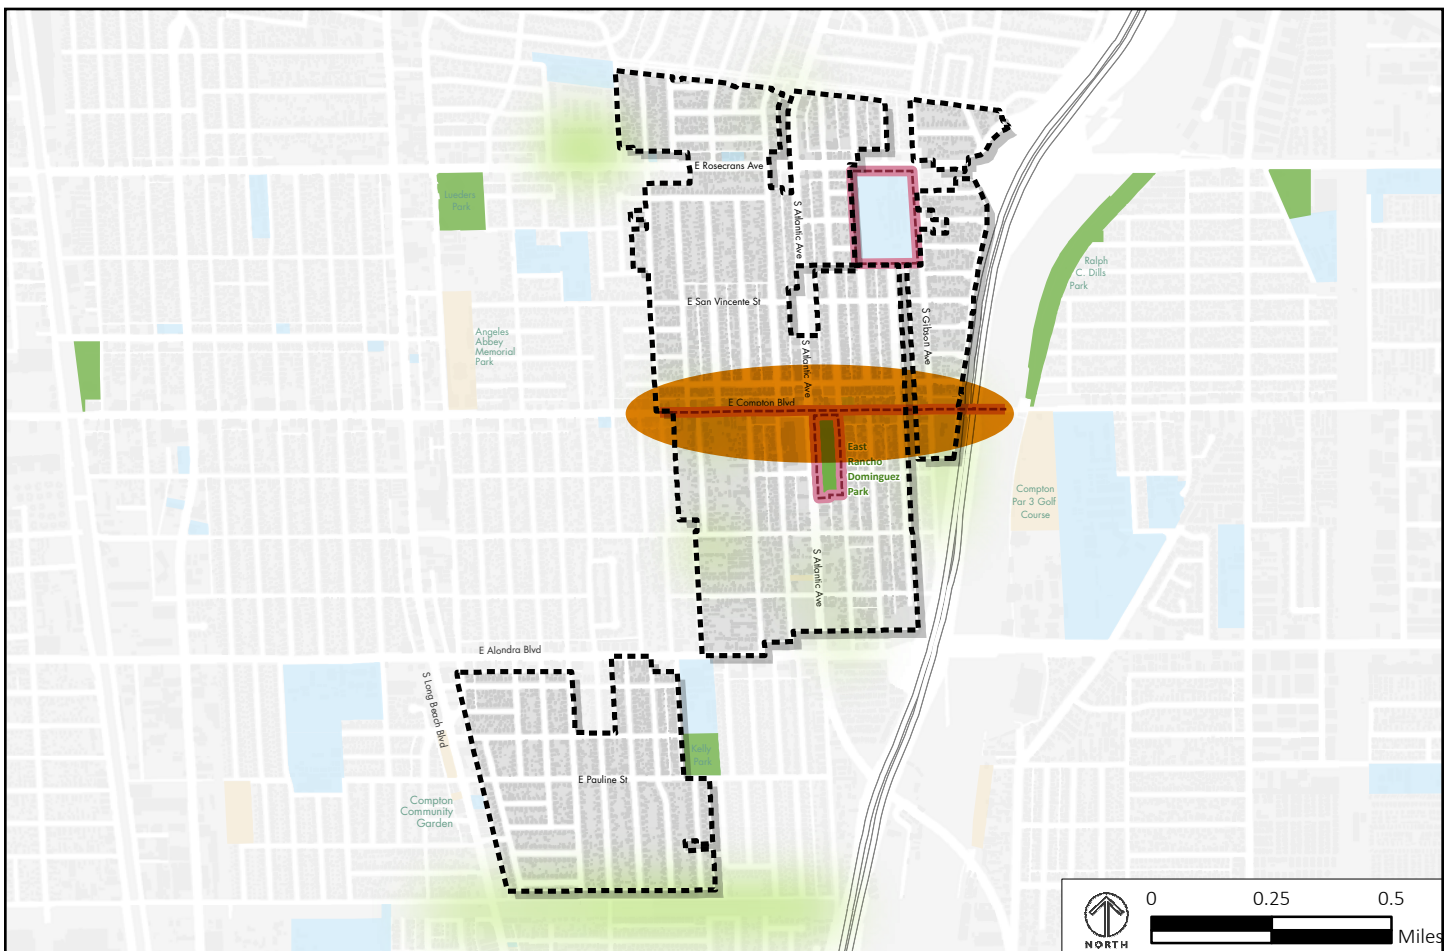 E Rosecrans Ave
Lueders
Park
S Atlantic Ave
Ralph
C. Dills
Park
E San Vincente St
S Gibson Ave
Angeles
Abbey
Memorial
Park
S Atlantic Ave
E Compton Blvd
East
Rancho
Dominguez
Park
Compton
Par 3 Golf
Course
S Atlantic Ave
E Alondra Blvd
S Long Beach Blvd
Kelly
Park
E Pauline St
Compton
Community
Garden
0 0.25 0.5
Miles
NORTH